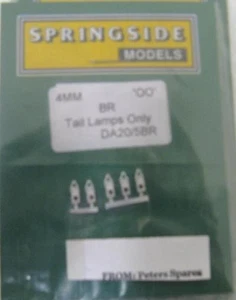 SPRINGSIDE
MODELS
4MM 'OO'
BR
Tail Lamps Only
DA20/5BR
FROM: Peters Spares